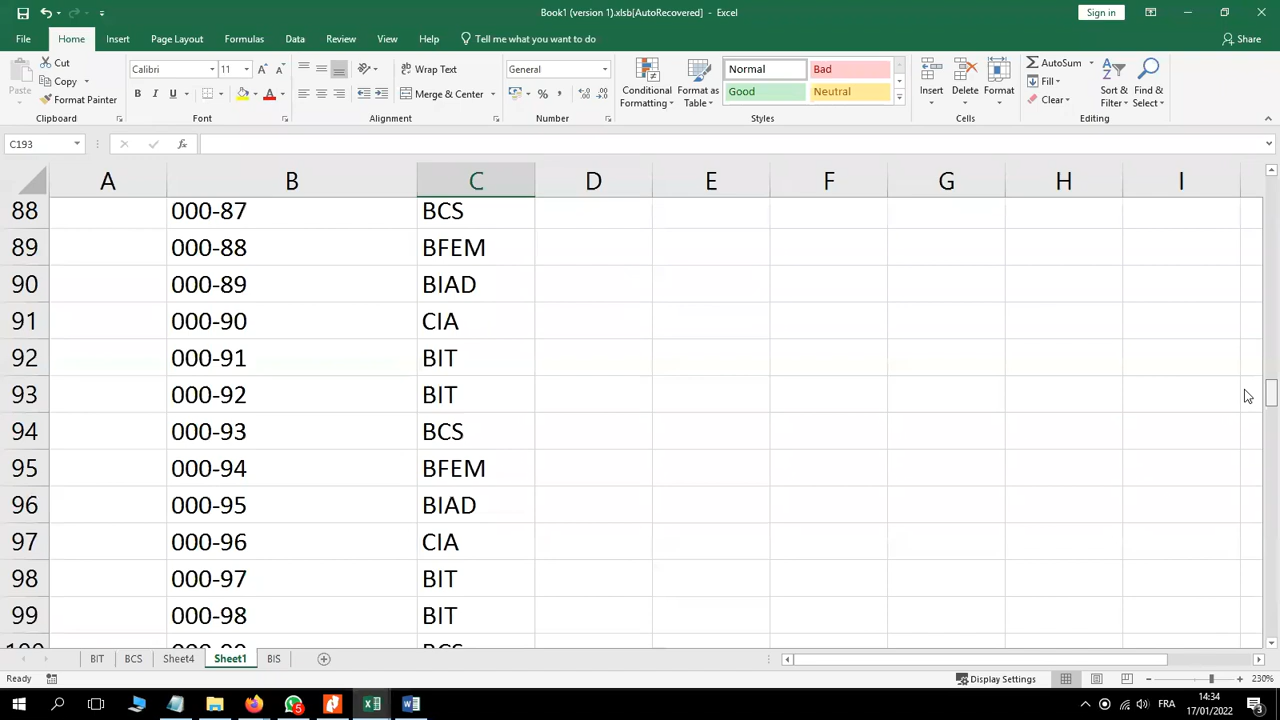 Book1 (version 1).xlsb[AutoRecovered] - Excel
Sign in
File Home Insert Page Layout Formulas Data Review View Help Tell me what you want to do Share
Paste
Cut
Copy
Format Painter
Clipboard
Calibri 11
B I U
Font
Wrap Text
Merge & Center
Alignment
General
Number
Conditional Formatting
Format as Table
Normal Bad
Good Neutral
Styles
Insert Delete Format
Cells
AutoSum
Fill
Clear
Sort & Filter
Find & Select
Editing
C193
A B C D E F G H I
88 000-87 BCS
89 000-88 BFEM
90 000-89 BIAD
91 000-90 CIA
92 000-91 BIT
93 000-92 BIT
94 000-93 BCS
95 000-94 BFEM
96 000-95 BIAD
97 000-96 CIA
98 000-97 BIT
99 000-98 BIT
100 000-99 BCS
BIT BCS Sheet4 Sheet1 BIS
Ready Display Settings 230%
5
FRA
14:34
17/01/2022
3